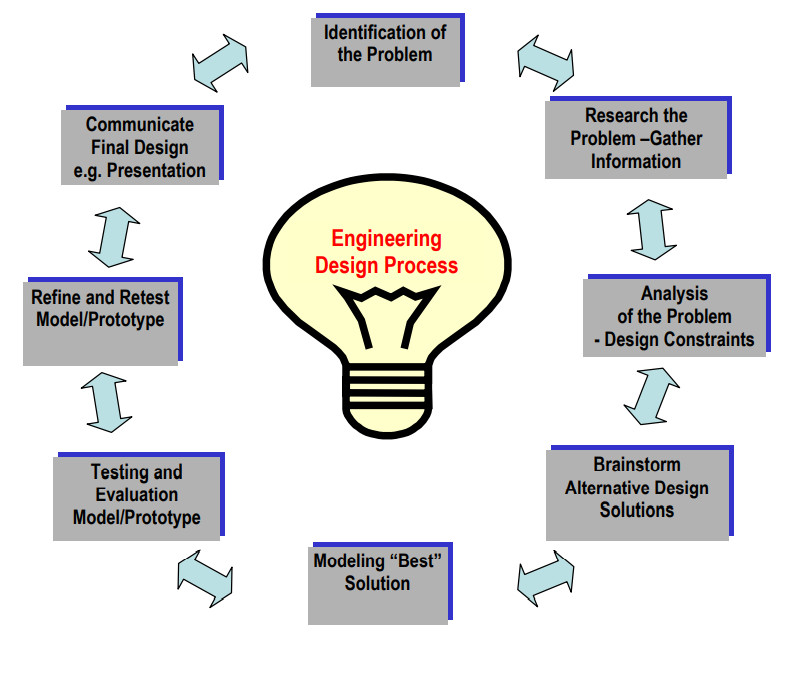 Identification of
the Problem
Research the
Problem –Gather
Information
Analysis
of the Problem
- Design Constraints
Brainstorm
Alternative Design
Solutions
Modeling “Best”
Solution
Testing and
Evaluation
Model/Prototype
Refine and Retest
Model/Prototype
Communicate
Final Design
e.g. Presentation
Engineering
Design Process